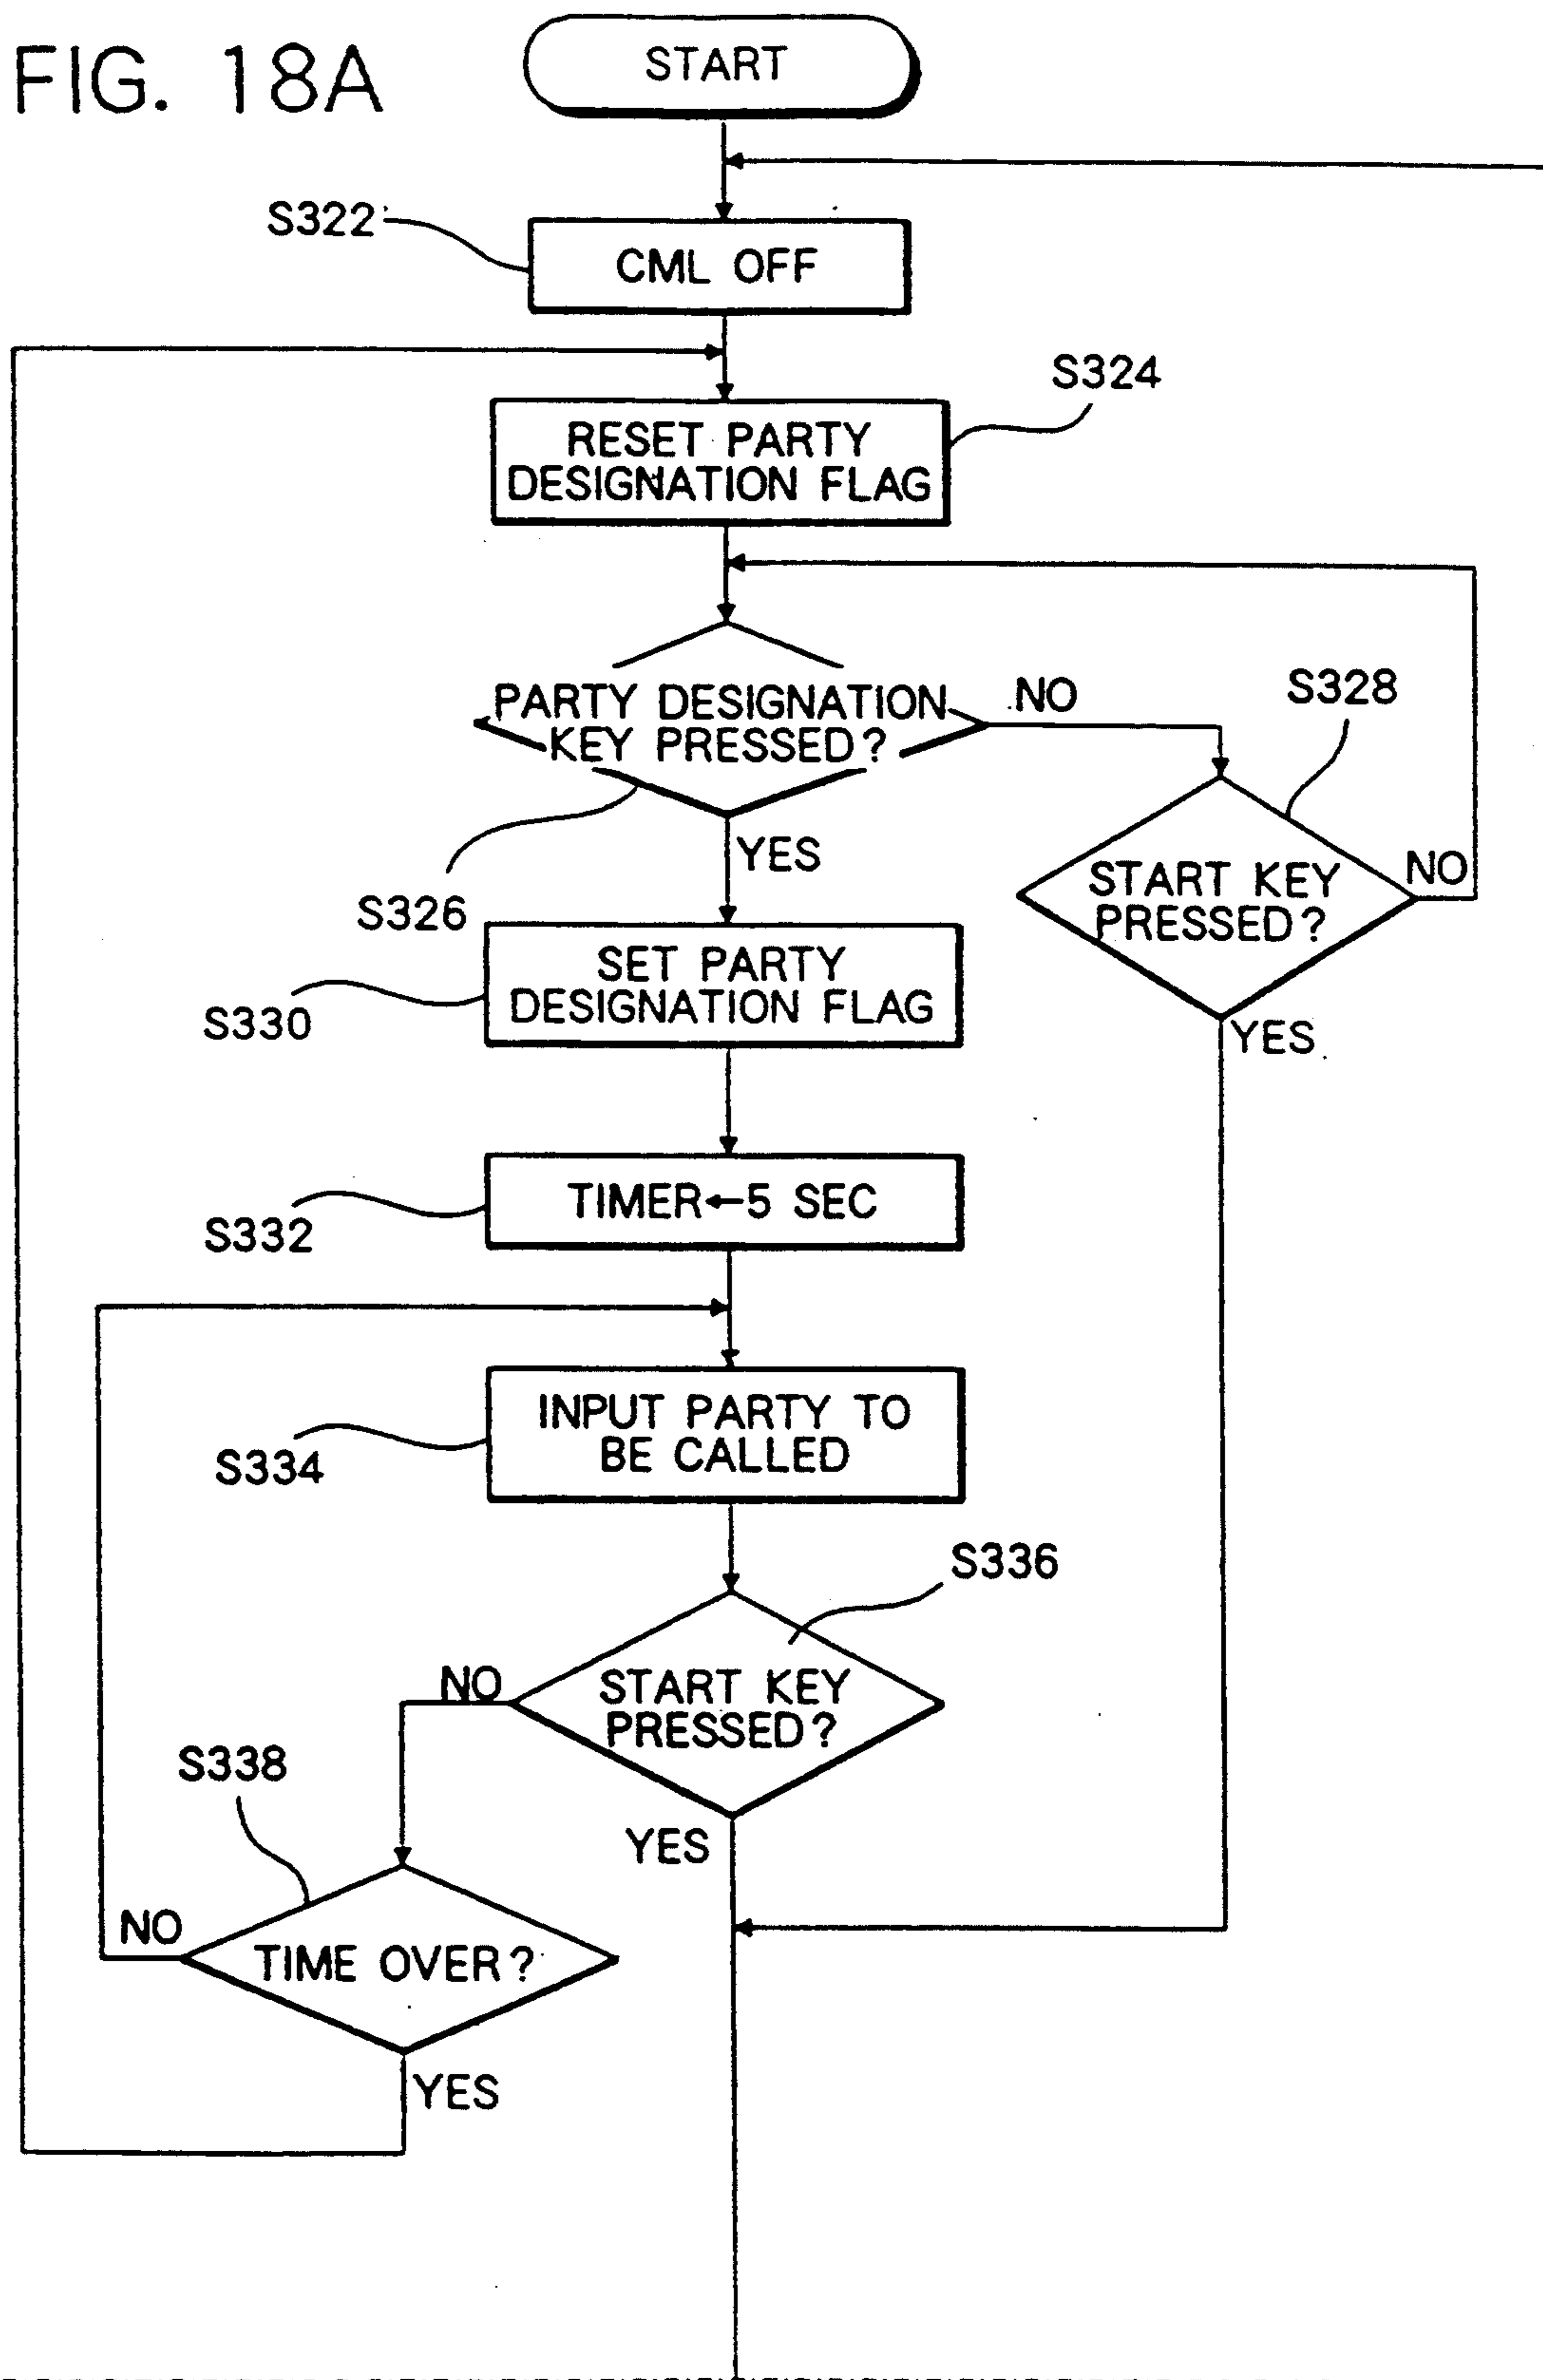 FIG. 18A
START
S322
CML OFF
S324
RESET PARTY
DESIGNATION FLAG
PARTY DESIGNATION
KEY PRESSED?
NO
S328
YES
S326
START KEY
PRESSED?
NO
SET PARTY
DESIGNATION FLAG
S330
YES
TIMER←5 SEC
S332
INPUT PARTY TO
BE CALLED
S334
S336
NO
START KEY
PRESSED?
S338
YES
NO
TIME OVER?
YES